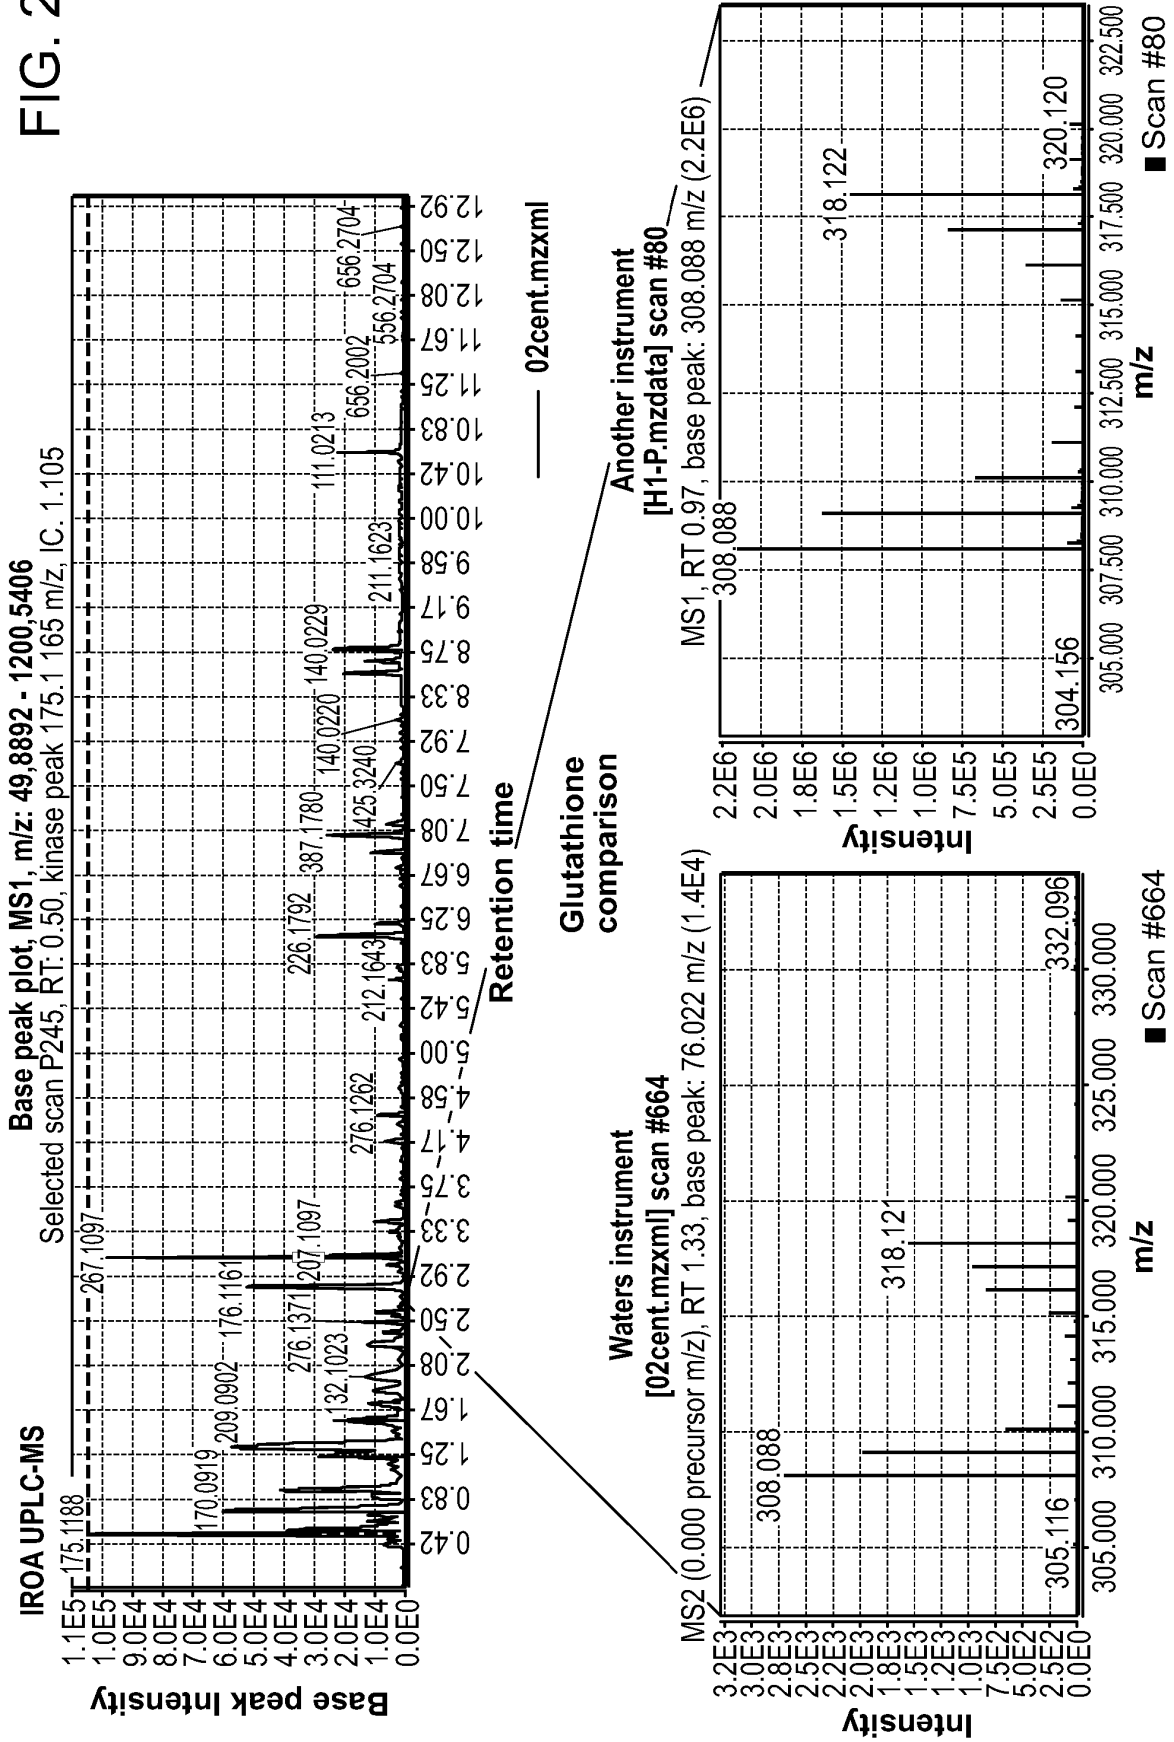 FIG. 2
IROA UPLC-MS
Base peak plot, MS1, m/z: 49,8892 - 1200,5406
Selected scan P245, RT: 0.50, kinase peak 175.1 165 m/z, IC. 1.105
Base peak Intensity
1.1E5
1.0E5
9.0E4
8.0E4
7.0E4
6.0E4
5.0E4
4.0E4
3.0E4
2.0E4
1.0E4
0.0E0
175.1188
170.0919
209.0902
132.1023
276.1371
176.1161
267.1097
207.1097
276.1262
212.1643
226.1792
387.1780
425.3240
140.0220
140.0229
211.1623
111.0213
656.2002
556.2704
656.2704
0.42 0.83 1.25 1.67 2.08 2.50 2.92 3.33 3.75 4.17 4.58 5.00 5.42 5.83 6.25 6.67 7.08 7.50 7.92 8.33 8.75 9.17 9.58 10.00 10.42 10.83 11.25 11.67 12.08 12.50 12.92
Retention time
02cent.mzxml
Glutathione
comparison
Waters instrument
[02cent.mzxml] scan #664
MS2 (0.000 precursor m/z), RT 1.33, base peak: 76.022 m/z (1.4E4)
Intensity
3.2E3
3.0E3
2.8E3
2.5E3
2.2E3
2.0E3
1.8E3
1.5E3
1.2E3
1.0E3
7.5E2
5.0E2
2.5E2
0.0E0
305.116
308.088
318.121
332.096
305.000 310.000 315.000 320.000 325.000 330.000
m/z
Scan #664
Another instrument
[H1-P.mzdata] scan #80
MS1, RT 0.97, base peak: 308.088 m/z (2.2E6)
Intensity
2.2E6
2.0E6
1.8E6
1.5E6
1.2E6
1.0E6
7.5E5
5.0E5
2.5E5
0.0E0
304.156
308.088
318.122
320.120
305.000 307.500 310.000 312.500 315.000 317.500 320.000 322.500
m/z
Scan #80